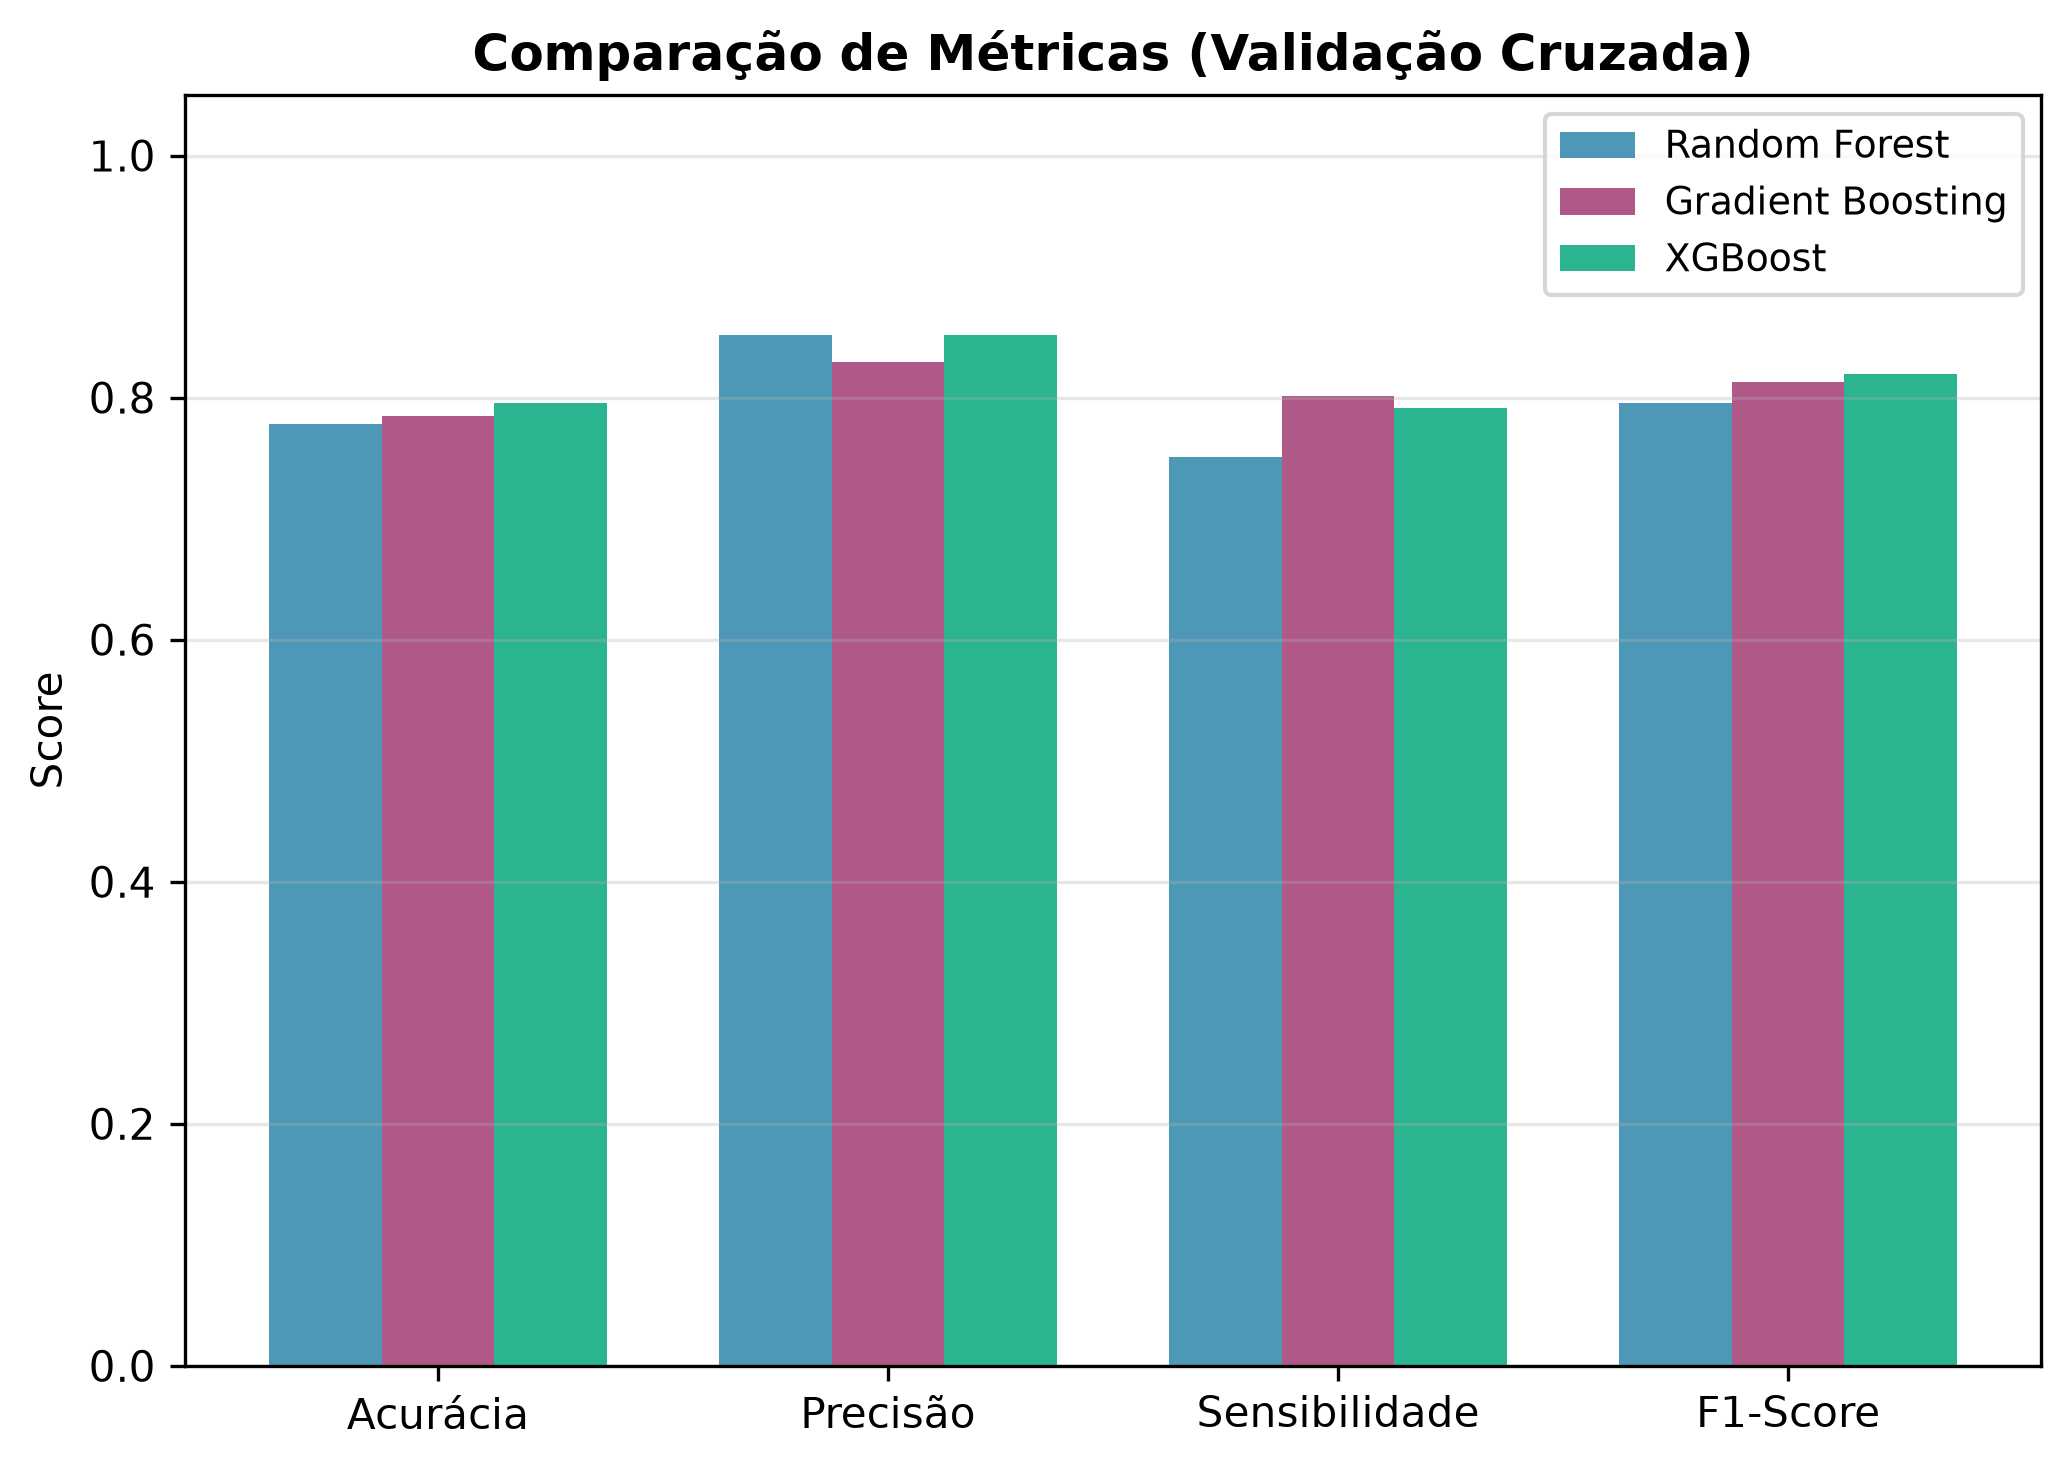 Comparação de Métricas (Validação Cruzada)
Random Forest
Gradient Boosting
XGBoost
Score
1.0
0.8
0.6
0.4
0.2
0.0
Acurácia
Precisão
Sensibilidade
F1-Score